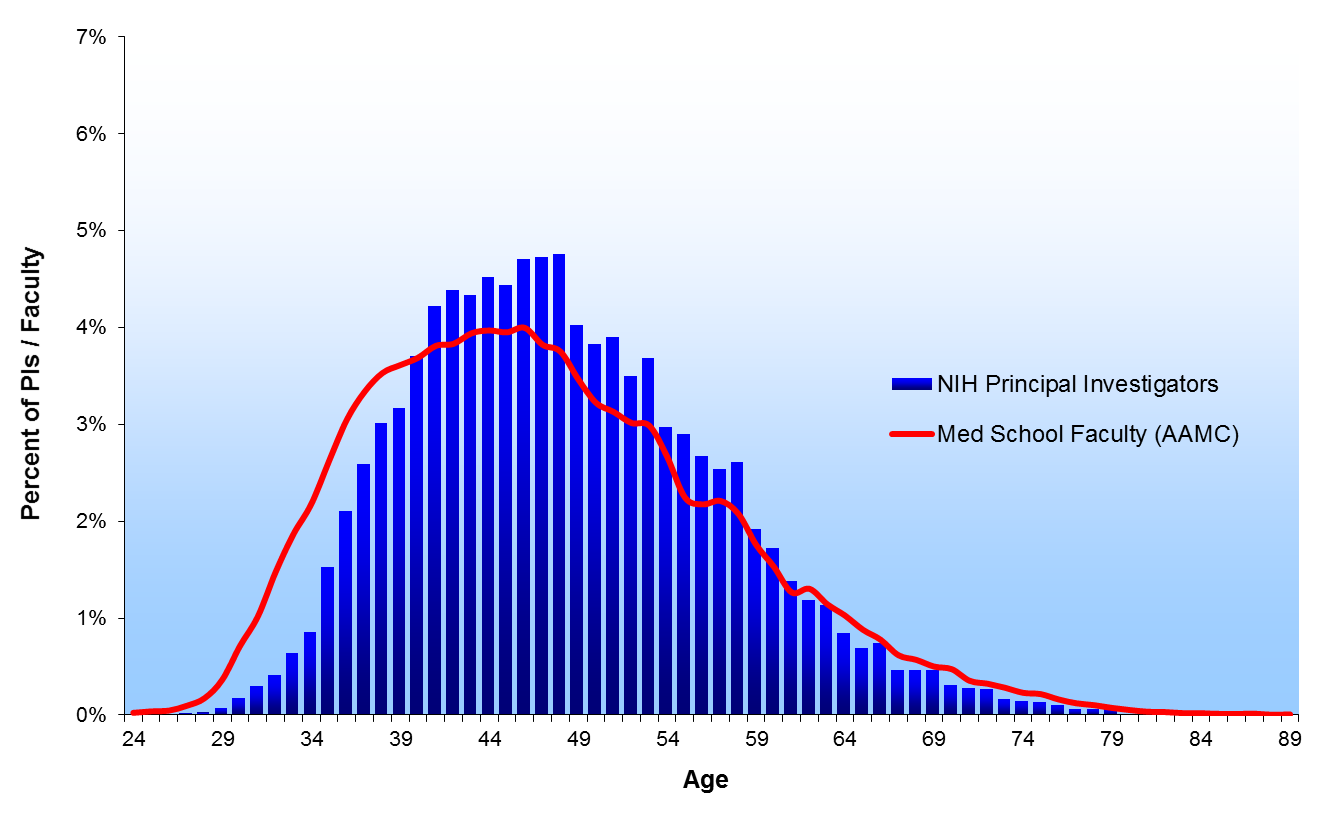 7%
6%
5%
4%
3%
2%
1%
0%
Percent of PIs / Faculty
NIH Principal Investigators
Med School Faculty (AAMC)
24 29 34 39 44 49 54 59 64 69 74 79 84 89
Age